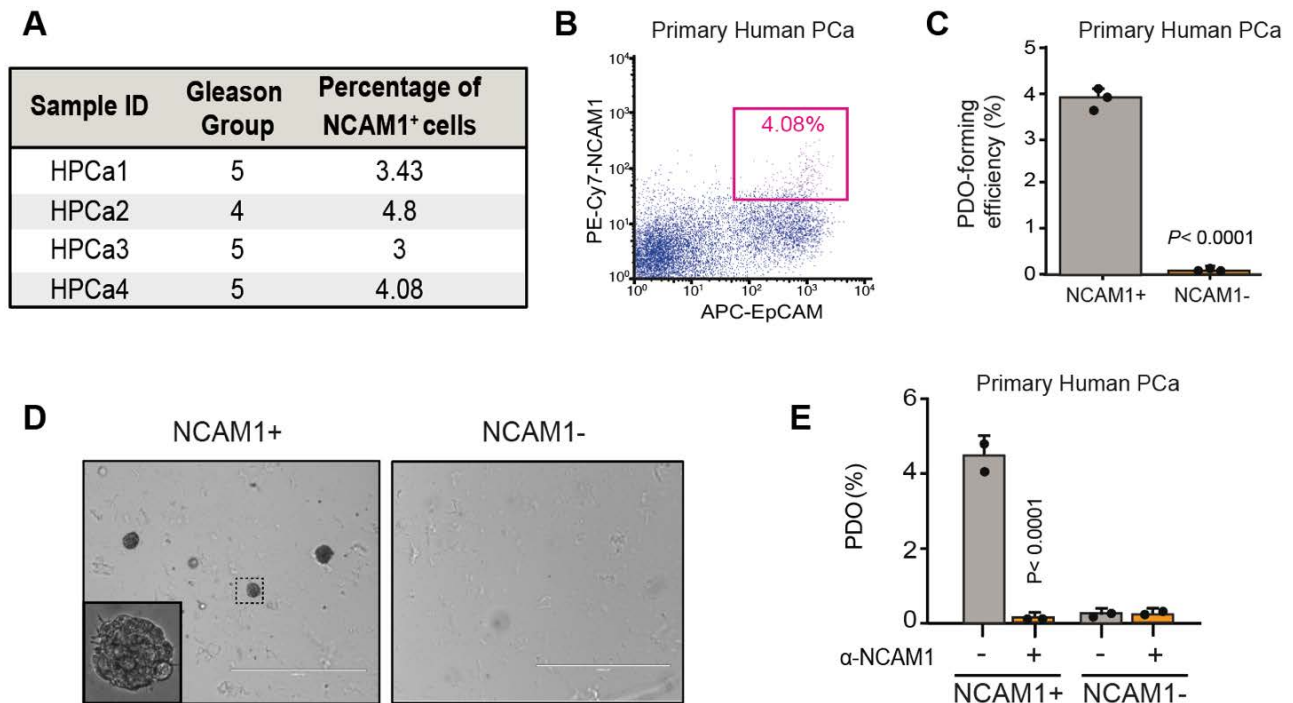 A
Sample ID Gleason Group Percentage of NCAM1⁺ cells
HPCa1 5 3.43
HPCa2 4 4.8
HPCa3 5 3
HPCa4 5 4.08
B
Primary Human PCa
PE-Cy7-NCAM1
10⁴
10³
10²
10¹
10⁰
4.08%
10⁰ 10¹ 10² 10³ 10⁴
APC-EpCAM
C
Primary Human PCa
PDO-forming
efficiency (%)
5
4
3
2
1
0
P< 0.0001
NCAM1+ NCAM1-
D
NCAM1+ NCAM1-
E
Primary Human PCa
PDO (%)
6
4
2
0
P< 0.0001
α-NCAM1 - + - +
NCAM1+ NCAM1-